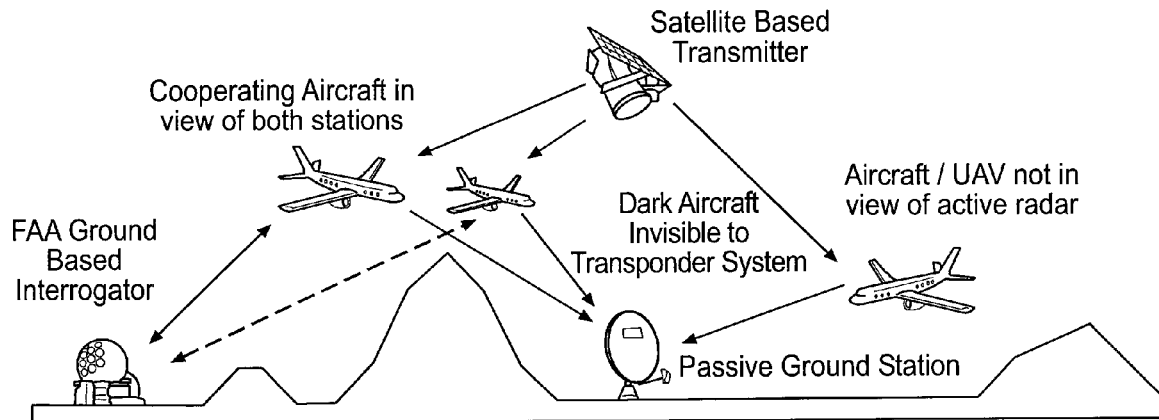 Satellite Based
Transmitter
Cooperating Aircraft in
view of both stations
Aircraft / UAV not in
view of active radar
Dark Aircraft
Invisible to
Transponder System
FAA Ground
Based
Interrogator
Passive Ground Station